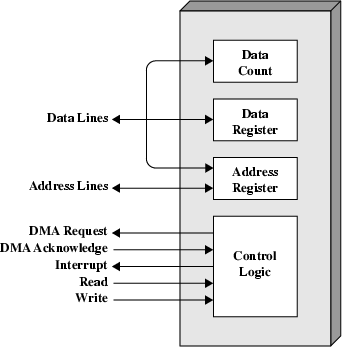 Data
Count
Data Lines
Data
Register
Address Lines
Address
Register
DMA Request
DMA Acknowledge
Interrupt
Read
Write
Control
Logic